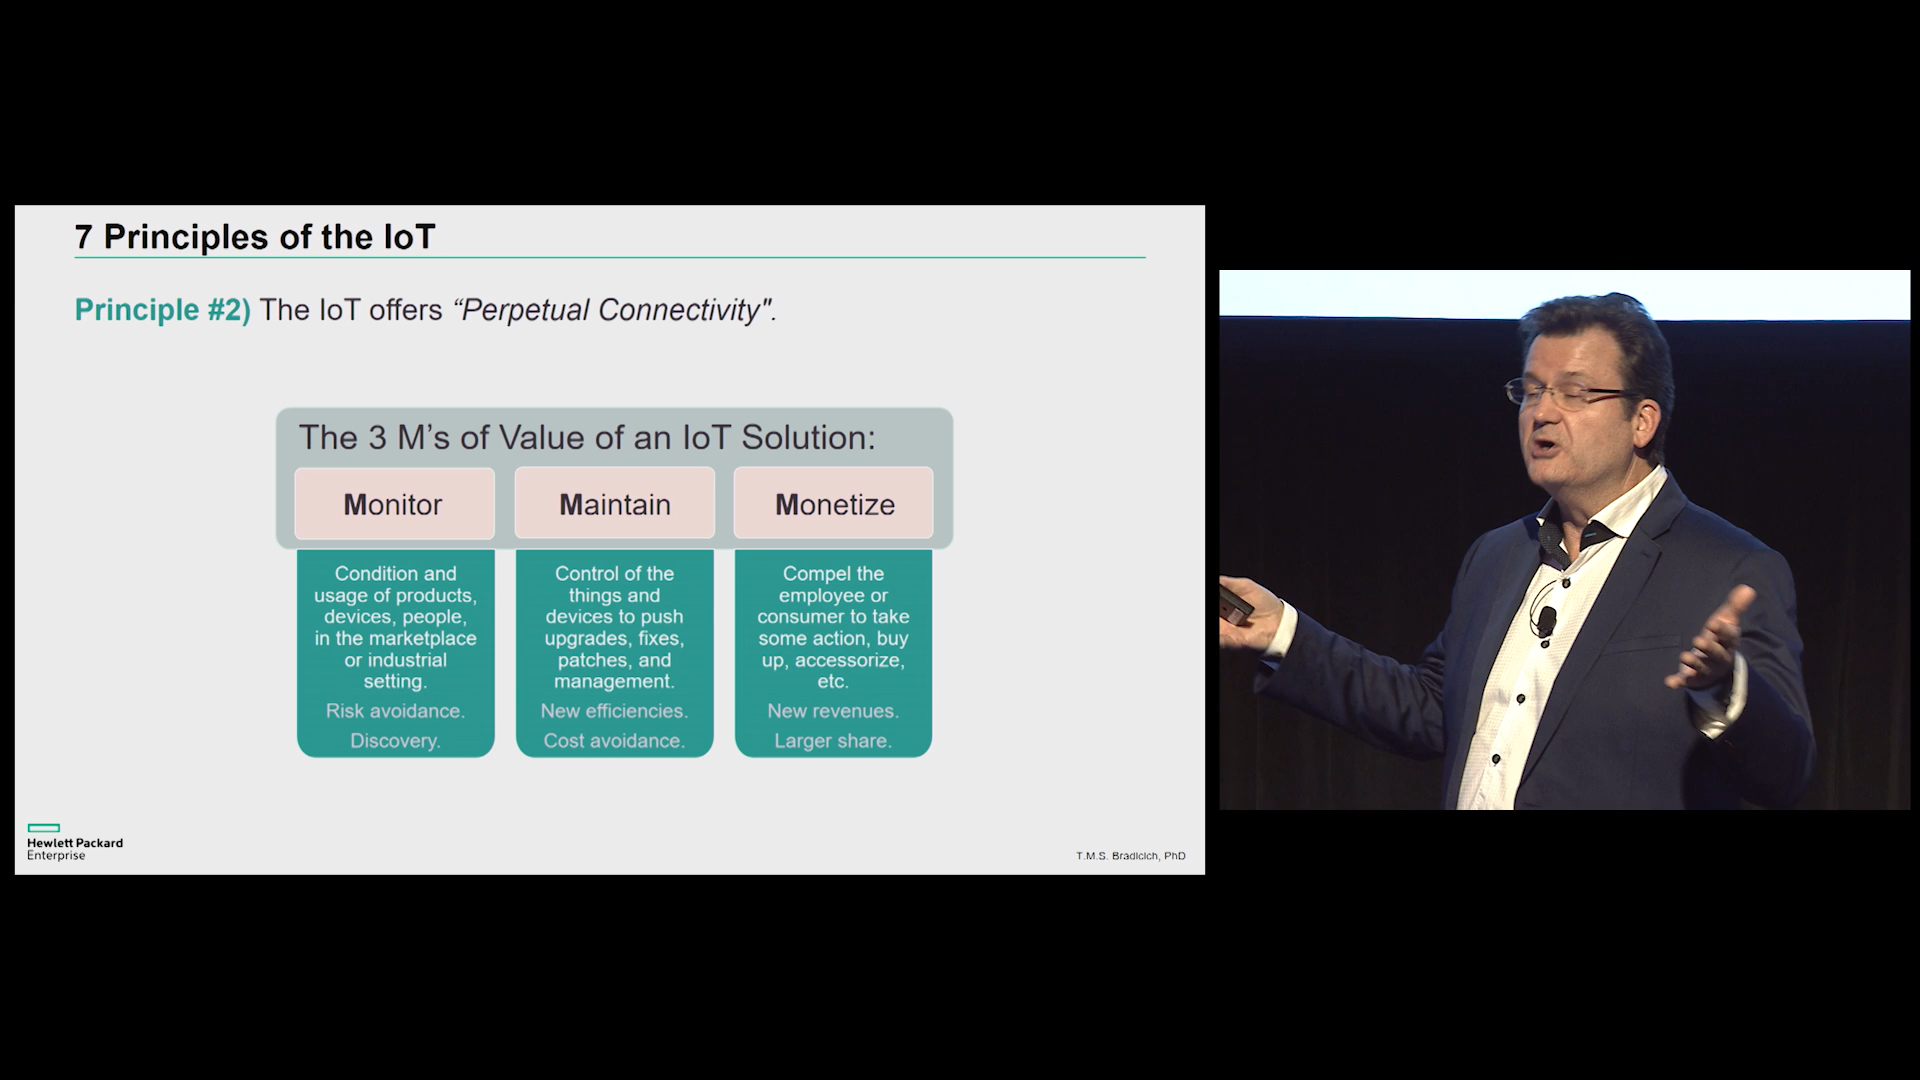 7 Principles of the IoT
Principle #2) The IoT offers “Perpetual Connectivity".
The 3 M’s of Value of an IoT Solution:
Monitor
Condition and
usage of products,
devices, people,
in the marketplace
or industrial
setting.
Risk avoidance.
Discovery.
Maintain
Control of the
things and
devices to push
upgrades, fixes,
patches, and
management.
New efficiencies.
Cost avoidance.
Monetize
Compel the
employee or
consumer to take
some action, buy
up, accessorize,
etc.
New revenues.
Larger share.
Hewlett Packard
Enterprise
T.M.S. Bradicich, PhD